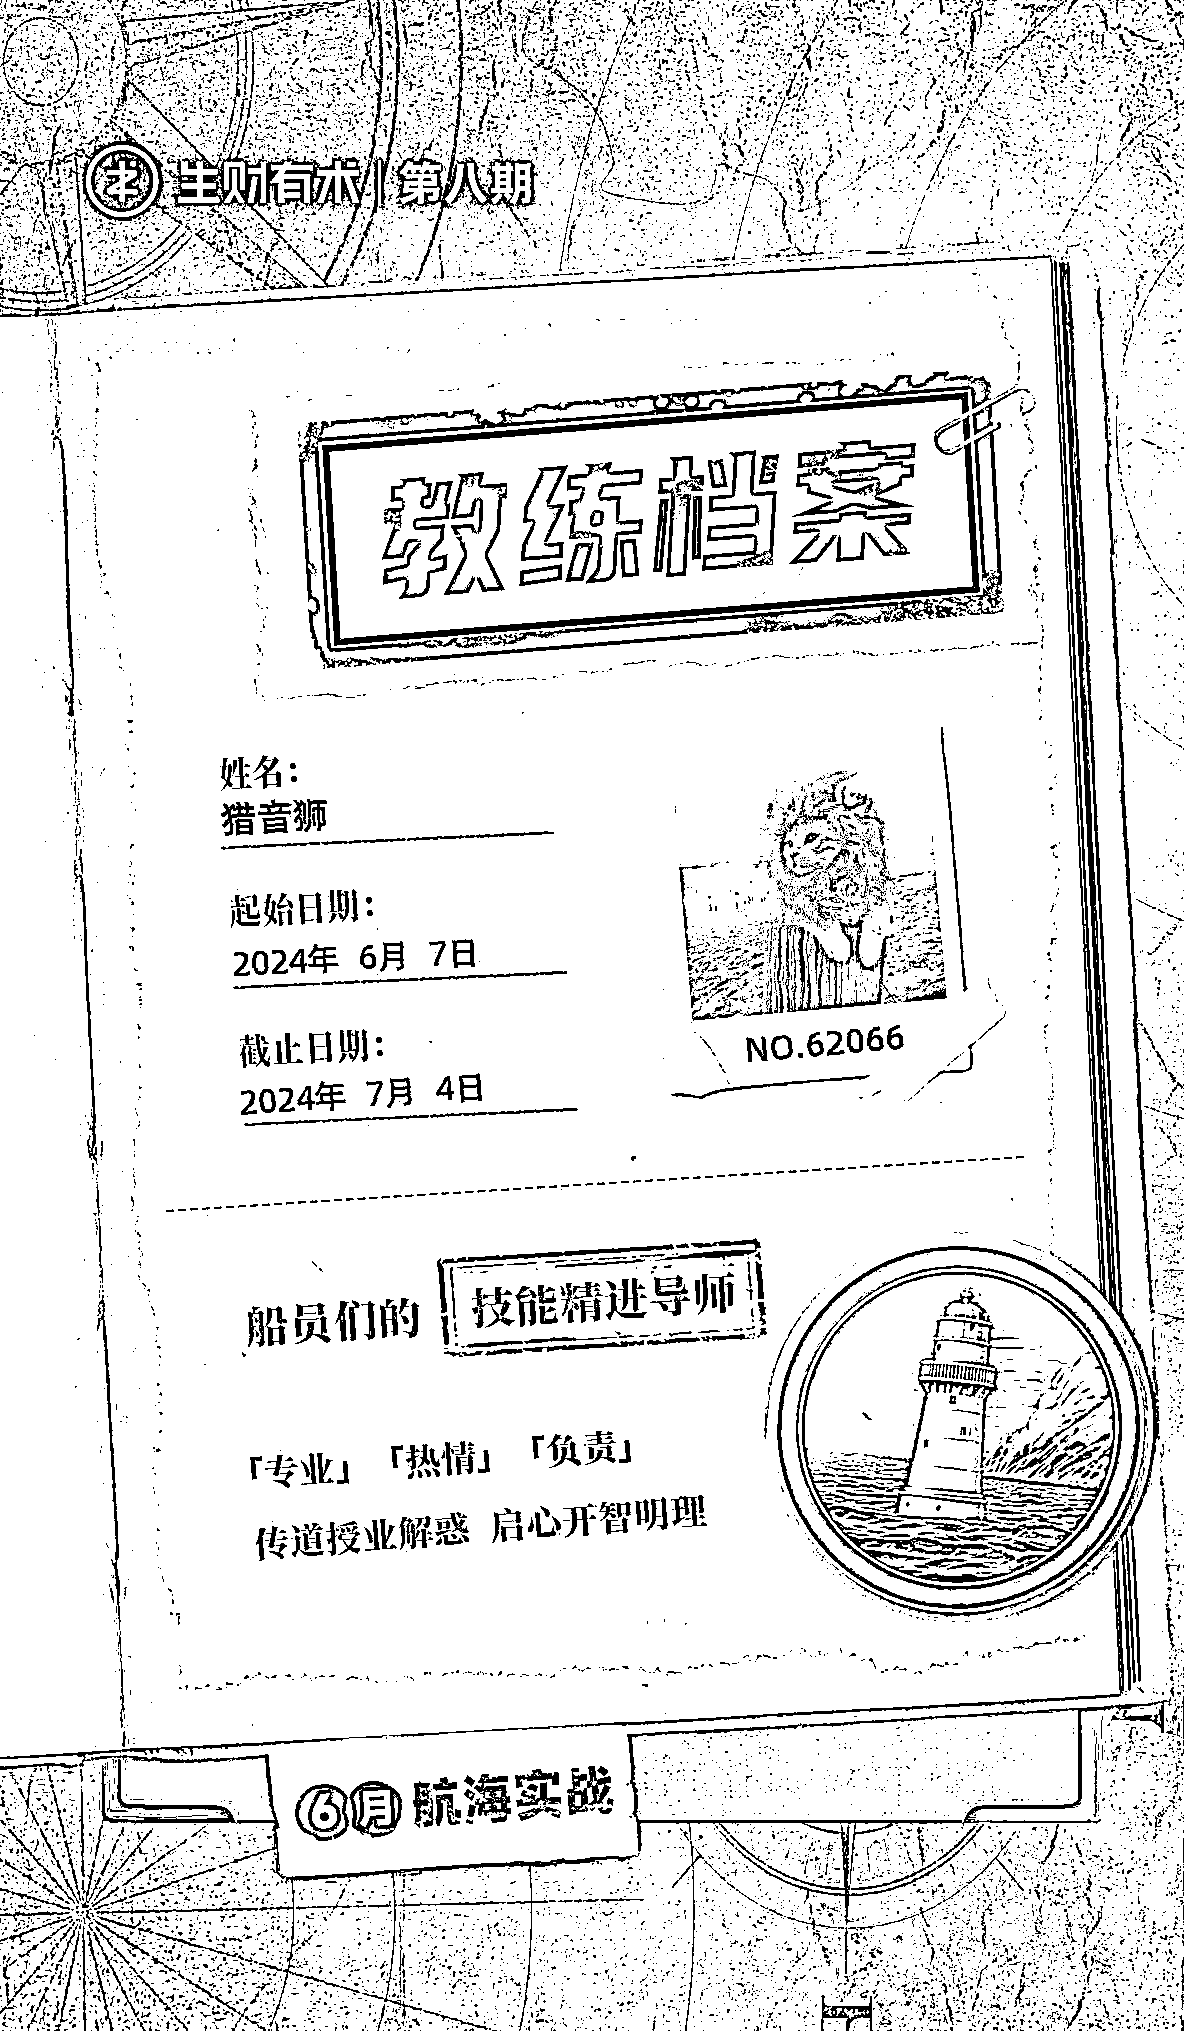 生财有术 | 第八期
教练档案
姓名：
猎音狮
起始日期：
2024年 6月 7日
截止日期：
2024年 7月 4日
NO.62066
船员们的 技能精进导师
「专业」 「热情」 「负责」
传道授业解惑 启心开智明理
6月 航海实战